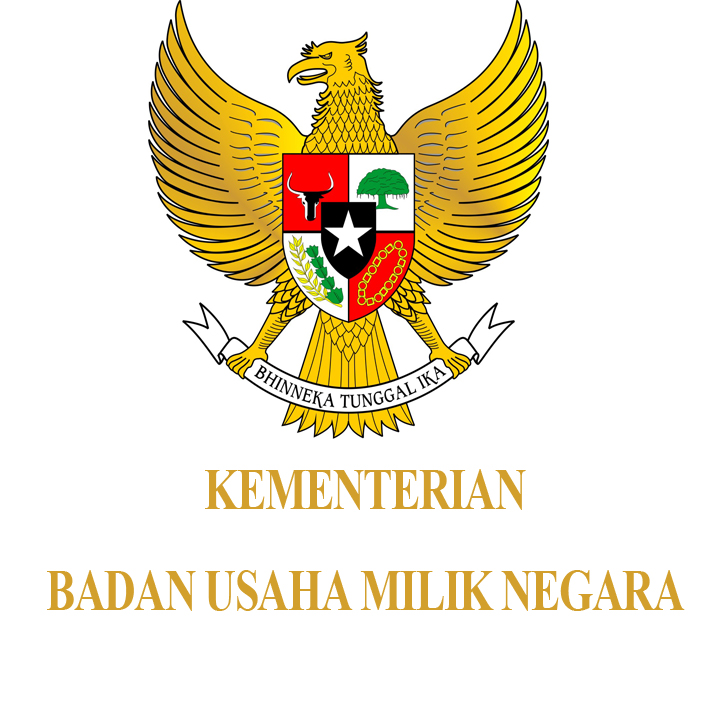 BHINNEKA TUNGGAL IKA
KEMENTERIAN
BADAN USAHA MILIK NEGARA